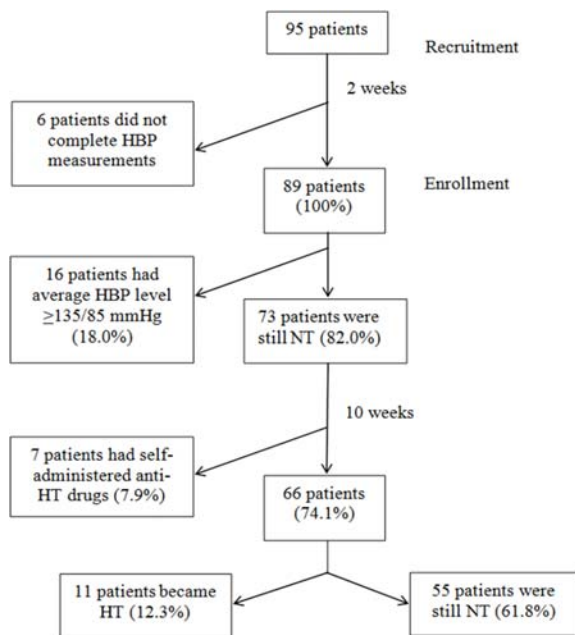 95 patients
Recruitment
2 weeks
6 patients did not
complete HBP
measurements
89 patients
(100%)
Enrollment
16 patients had
average HBP level
≥135/85 mmHg
(18.0%)
73 patients were
still NT (82.0%)
10 weeks
7 patients had self-
administered anti-
HT drugs (7.9%)
66 patients
(74.1%)
11 patients became
HT (12.3%)
55 patients were
still NT (61.8%)